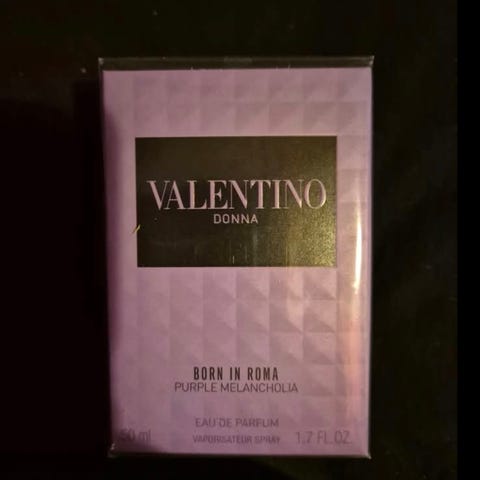 VALENTINO
DONNA
BORN IN ROMA
PURPLE MELANCHOLIA
EAU DE PARFUM
50 ml VAPORISATEUR SPRAY 1.7 FL.OZ.